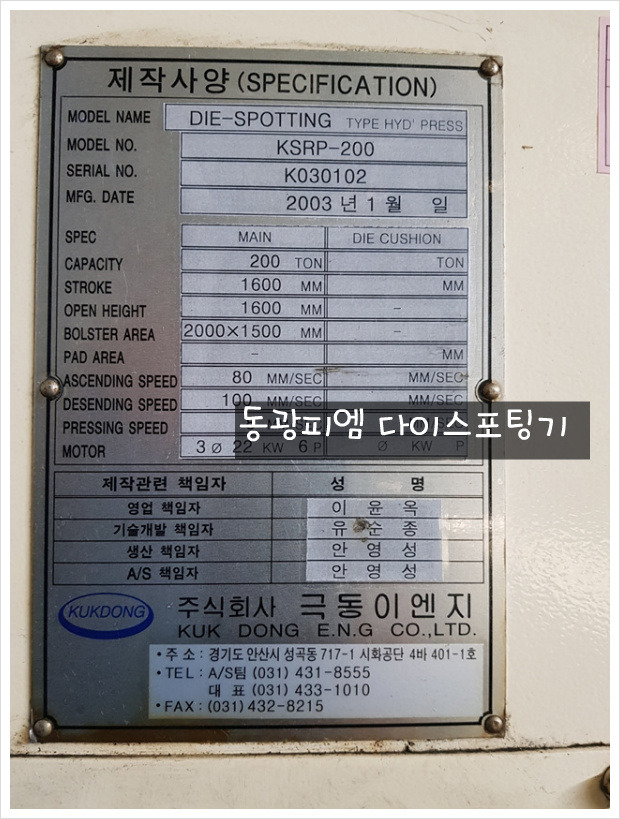 제작사양 (SPECIFICATION)
MODEL NAME DIE-SPOTTING TYPE HYD' PRESS
MODEL NO. KSRP-200
SERIAL NO. K030102
MFG. DATE 2003 년 1 월 일
SPEC MAIN DIE CUSHION
CAPACITY 200 TON TON
STROKE 1600 MM MM
OPEN HEIGHT 1600 MM -
BOLSTER AREA 2000×1500 MM -
PAD AREA - MM
ASCENDING SPEED 80 MM/SEC MM/SEC
DESENDING SPEED 100 MM/SEC MM/SEC
PRESSING SPEED
MOTOR 3 Ø 22 KW 6 P Ø KW P
동광피엠 다이스포팅기
제작관련 책임자 성 명
영업 책임자 이 윤 옥
기술개발 책임자 유 순 종
생산 책임자 안 영 성
A/S 책임자 안 영 성
KUKDONG 주식회사 극동이엔지
KUK DONG E.N.G CO.,LTD.
• 주 소 : 경기도 안산시 성곡동 717-1 시화공단 4바 401-1호
• TEL : A/S팀 (031) 431-8555
대 표 (031) 433-1010
• FAX : (031) 432-8215